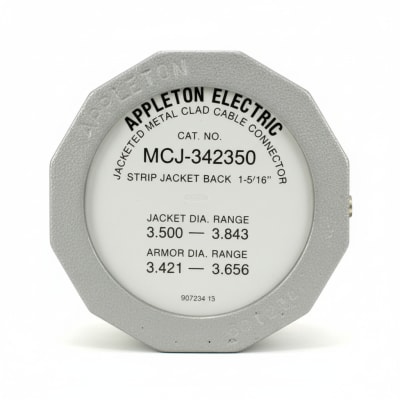 APPLETON
APPLETON ELECTRIC
JACKETED METAL CLAD CABLE CONNECTOR
CAT. NO.
MCJ-342350
STRIP JACKET BACK 1-5/16"
JACKET DIA. RANGE
3.500 — 3.843
ARMOR DIA. RANGE
3.421 — 3.656
907234 13